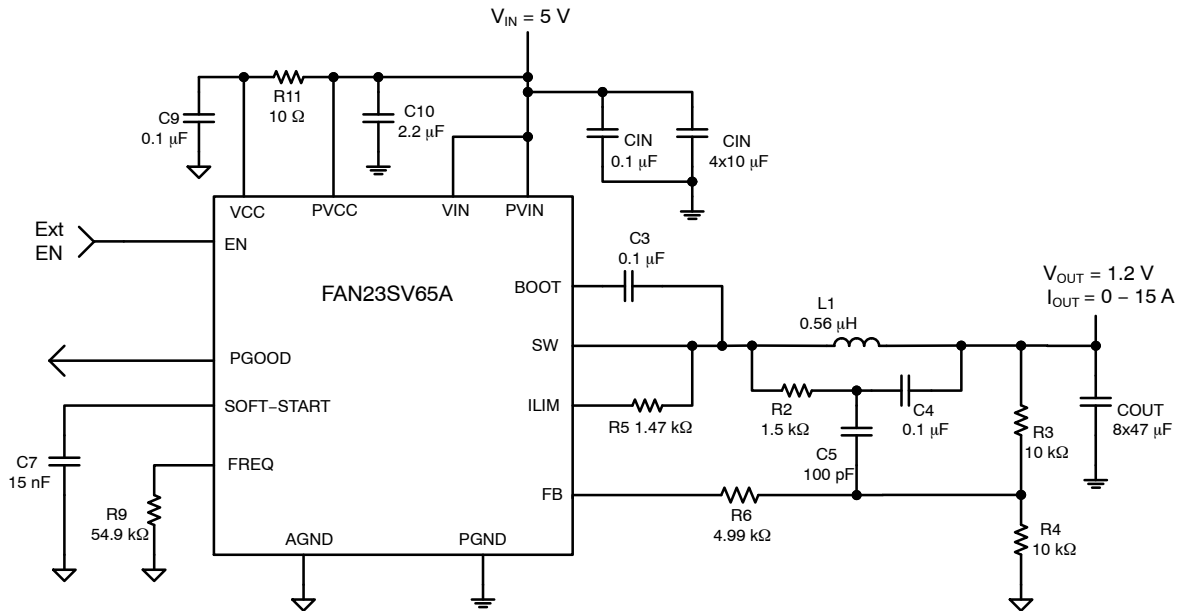 V_IN = 5 V
R11
10 Ω
C9
0.1 μF
C10
2.2 μF
CIN
0.1 μF
CIN
4x10 μF
VCC
PVCC
VIN
PVIN
Ext
EN
EN
FAN23SV65A
BOOT
C3
0.1 μF
V_OUT = 1.2 V
I_OUT = 0 – 15 A
L1
0.56 μH
PGOOD
SW
SOFT–START
ILIM
R5 1.47 kΩ
R2
1.5 kΩ
C4
0.1 μF
R3
10 kΩ
COUT
8x47 μF
C7
15 nF
FREQ
C5
100 pF
FB
R6
4.99 kΩ
R9
54.9 kΩ
R4
10 kΩ
AGND
PGND